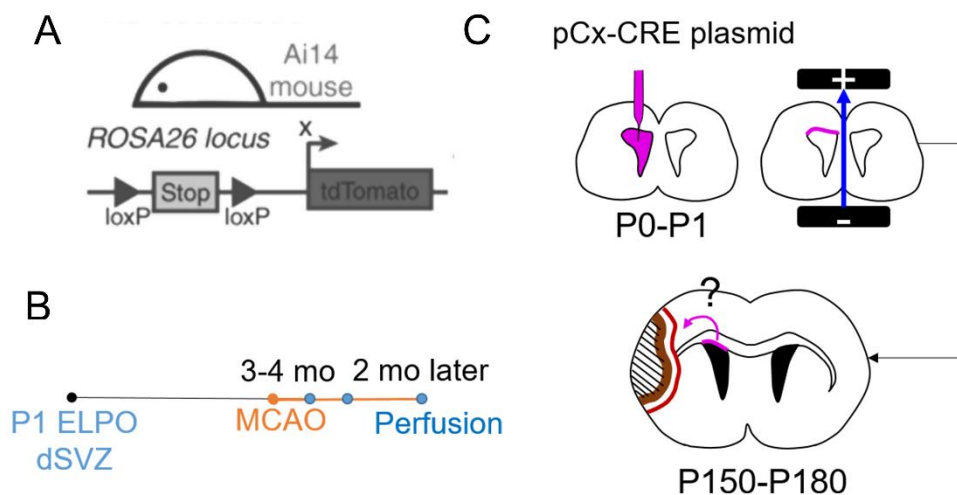 A
Ai14
mouse
ROSA26 locus
x
Stop
tdTomato
loxP
loxP
B
3-4 mo
2 mo later
MCAO
Perfusion
P1 ELPO
dSVZ
C
pCx-CRE plasmid
+
-
P0-P1
?
P150-P180